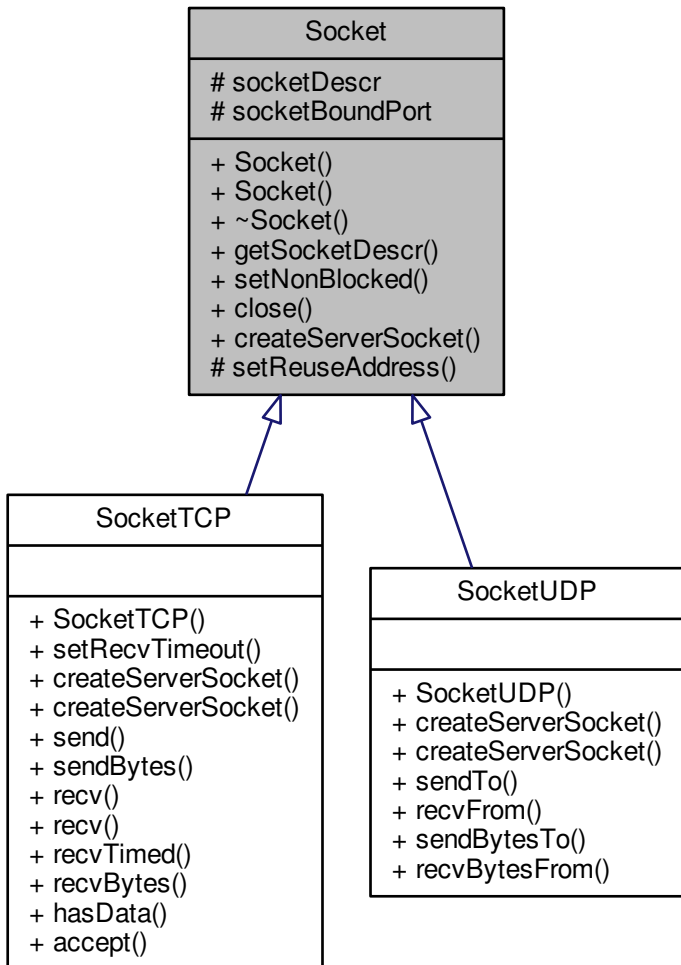 Socket
# socketDescr
# socketBoundPort
+ Socket()
+ Socket()
+ ~Socket()
+ getSocketDescr()
+ setNonBlocked()
+ close()
+ createServerSocket()
# setReuseAddress()
SocketTCP
+ SocketTCP()
+ setRecvTimeout()
+ createServerSocket()
+ createServerSocket()
+ send()
+ sendBytes()
+ recv()
+ recv()
+ recvTimed()
+ recvBytes()
+ hasData()
+ accept()
SocketUDP
+ SocketUDP()
+ createServerSocket()
+ createServerSocket()
+ sendTo()
+ recvFrom()
+ sendBytesTo()
+ recvBytesFrom()